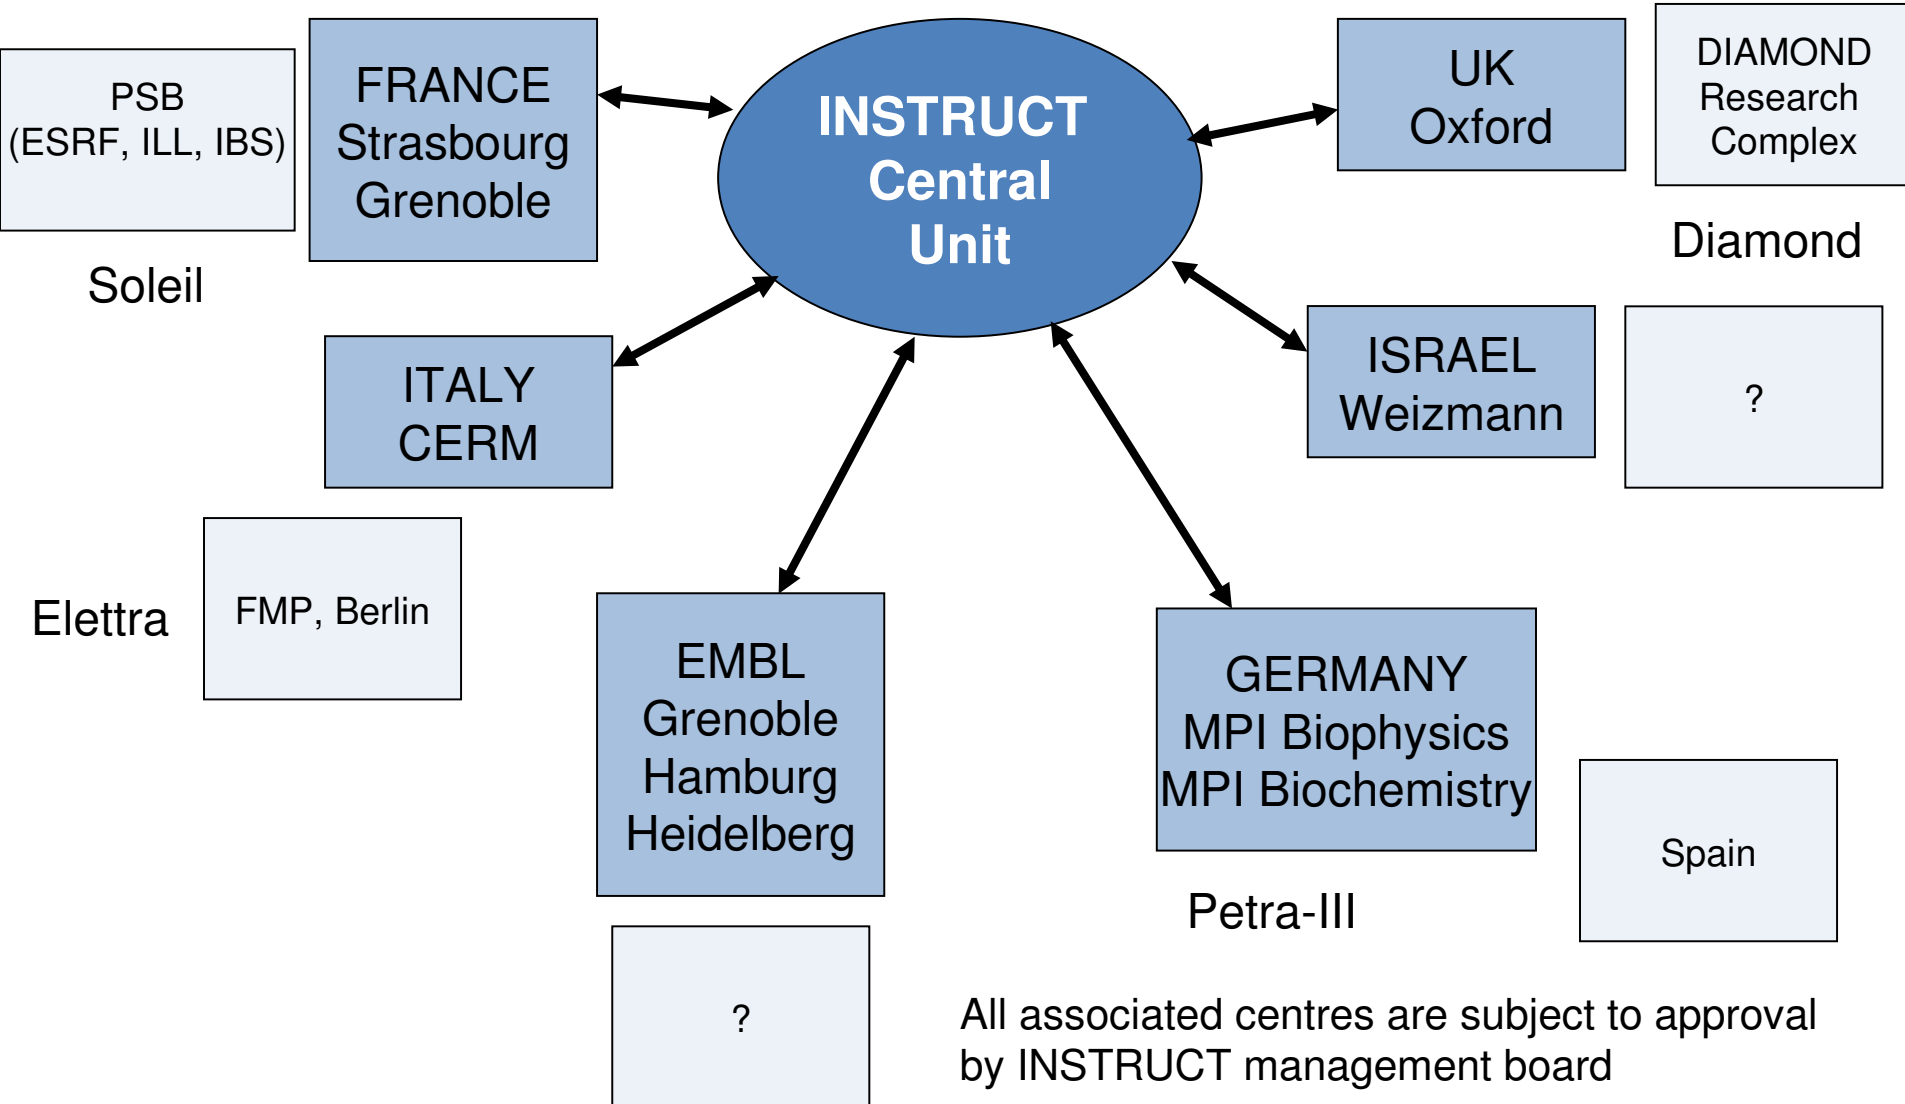 PSB
(ESRF, ILL, IBS)
Soleil
FRANCE
Strasbourg
Grenoble
INSTRUCT
Central
Unit
UK
Oxford
DIAMOND
Research
Complex
Diamond
ITALY
CERM
ISRAEL
Weizmann
?
Elettra
FMP, Berlin
EMBL
Grenoble
Hamburg
Heidelberg
?
GERMANY
MPI Biophysics
MPI Biochemistry
Petra-III
Spain
All associated centres are subject to approval
by INSTRUCT management board